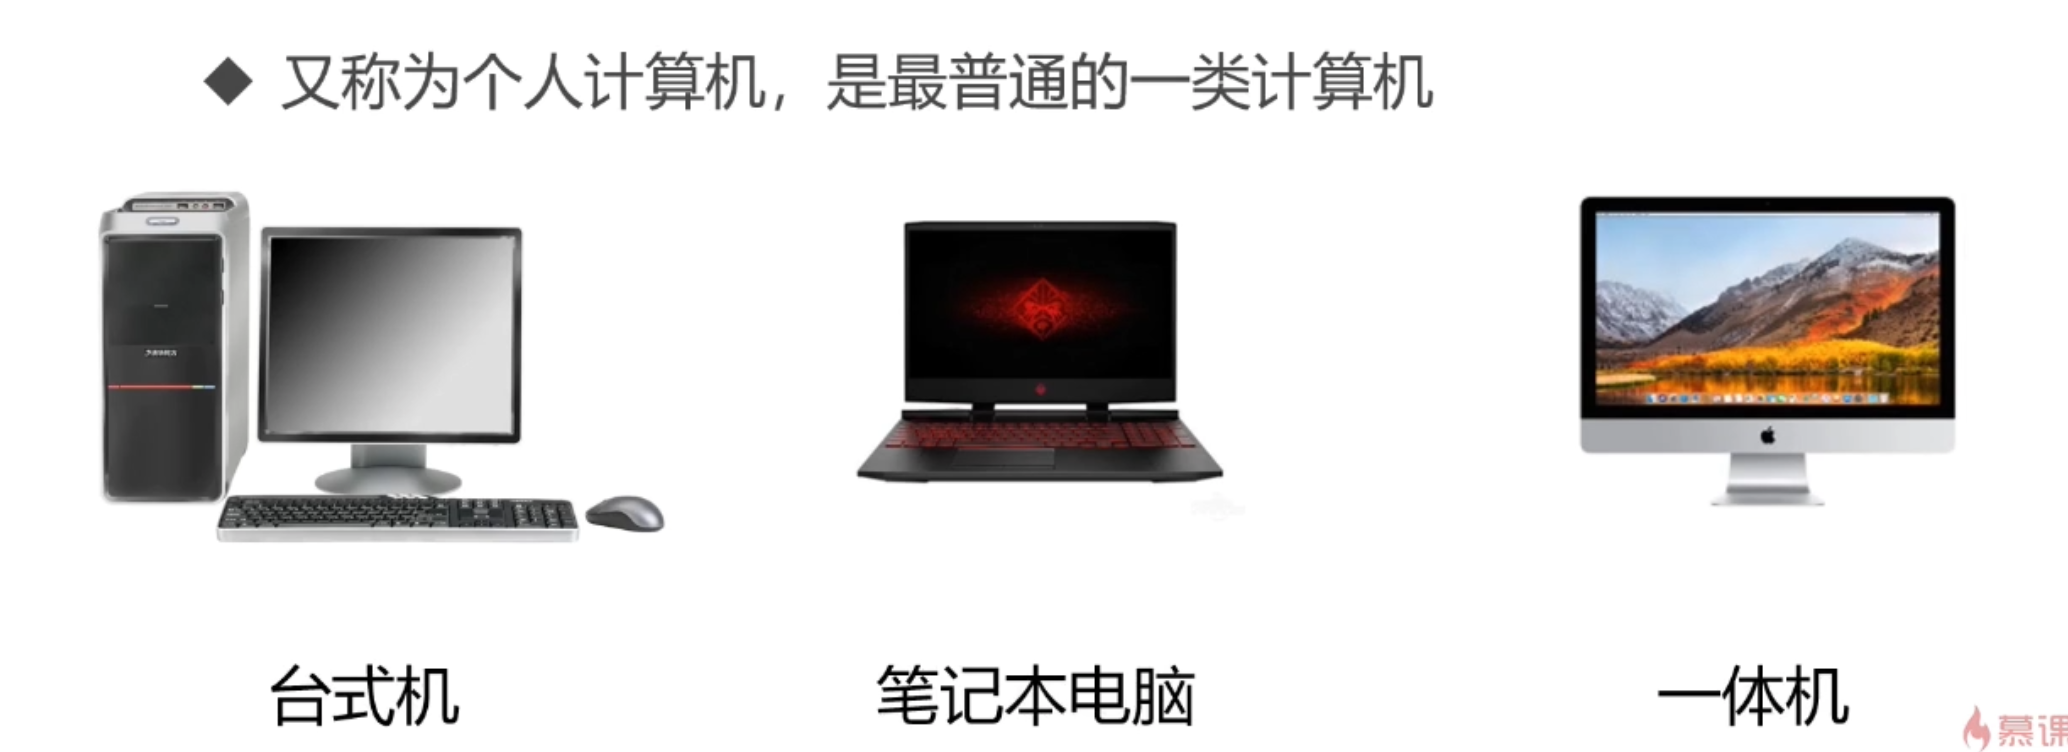 ◆ 又称为个人计算机，是最普通的一类计算机
台式机
笔记本电脑
一体机
慕课